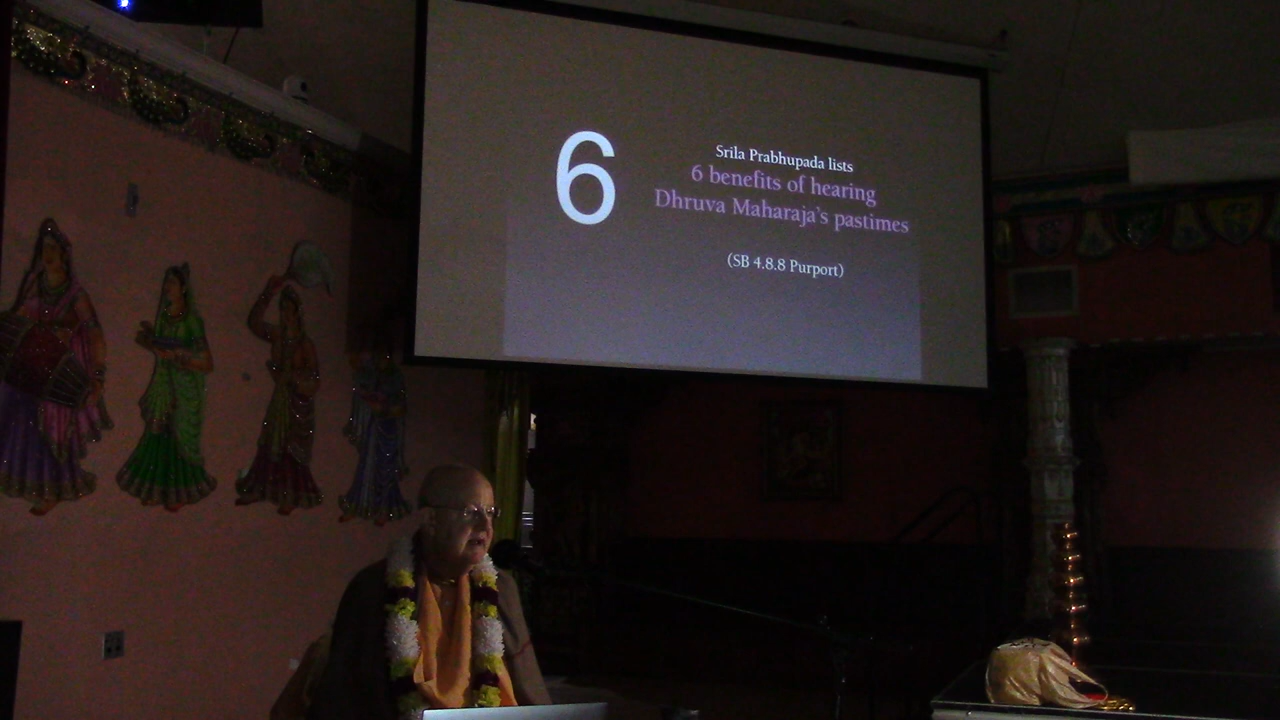 6
Srila Prabhupada lists
6 benefits of hearing
Dhruva Maharaja's pastimes
(SB 4.8.8 Purport)